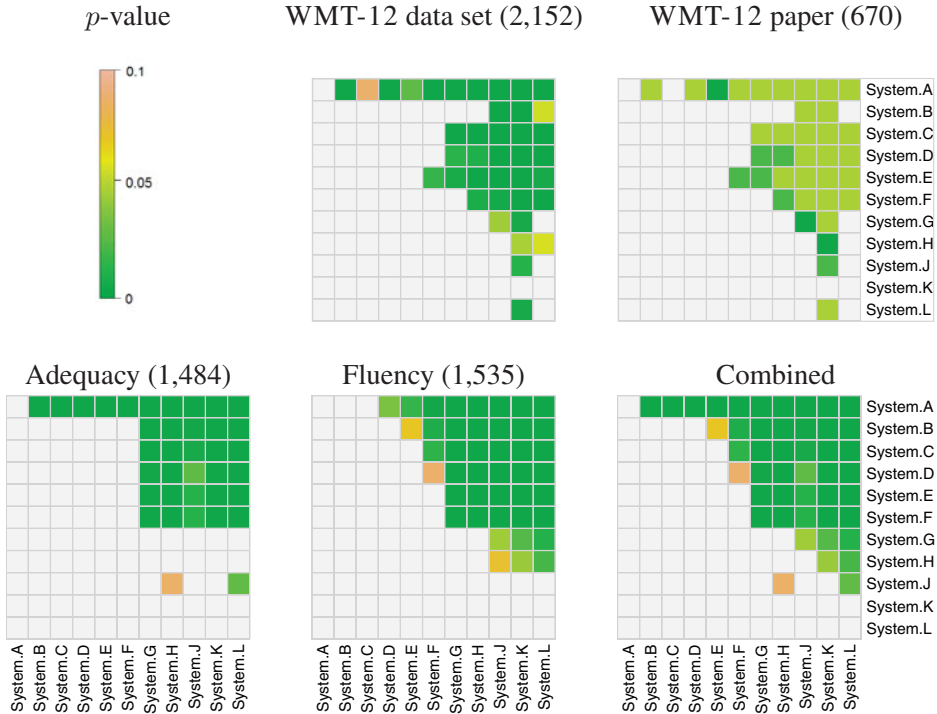 p-value
WMT-12 data set (2,152)
WMT-12 paper (670)
0.1
0.05
0
System.A
System.B
System.C
System.D
System.E
System.F
System.G
System.H
System.J
System.K
System.L
Adequacy (1,484)
Fluency (1,535)
Combined
System.A
System.B
System.C
System.D
System.E
System.F
System.G
System.H
System.J
System.K
System.L
System.A
System.B
System.C
System.D
System.E
System.F
System.G
System.H
System.J
System.K
System.L
System.A
System.B
System.C
System.D
System.E
System.F
System.G
System.H
System.J
System.K
System.L
System.A
System.B
System.C
System.D
System.E
System.F
System.G
System.H
System.J
System.K
System.L